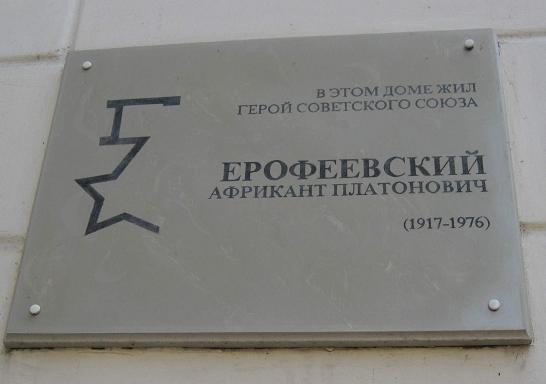 В ЭТОМ ДОМЕ ЖИЛ
ГЕРОЙ СОВЕТСКОГО СОЮЗА
ЕРОФЕЕВСКИЙ
АФРИКАНТ ПЛАТОНОВИЧ
(1917-1976)